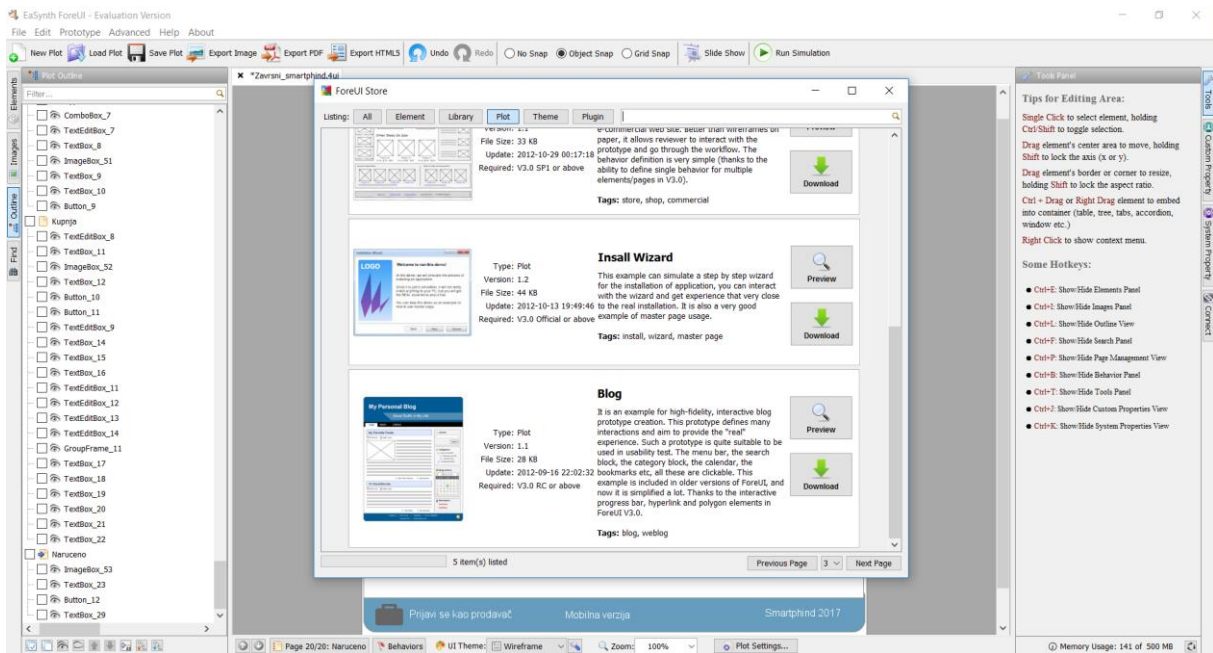 EaSynth ForeUI - Evaluation Version
File Edit Prototype Advanced Help About
New Plot Load Plot Save Plot Export Image Export PDF Export HTML5 Undo Redo No Snap Object Snap Grid Snap Slide Show Run Simulation
Elements
Images
Outline
Find
Plot Outline
Filter...
ComboBox_7
TextEditBox_7
TextBox_8
ImageBox_51
TextBox_9
TextBox_10
Button_9
Kupnja
TextEditBox_8
TextBox_11
ImageBox_52
TextBox_12
Button_10
Button_11
TextEditBox_9
TextBox_14
TextBox_15
TextBox_16
TextEditBox_11
TextEditBox_12
TextEditBox_13
TextEditBox_14
GroupFrame_11
TextBox_17
TextBox_18
TextBox_19
TextBox_20
TextBox_21
TextBox_22
Naruceno
ImageBox_53
TextBox_23
Button_12
TextBox_29
*Zavrsni_smartphind.4ui
ForeUI Store
Listing: All Element Library Plot Theme Plugin
File Size: 33 KB
Update: 2012-10-29 00:17:18
Required: V3.0 SP1 or above
e-commercial web site. Better than wireframes on
paper, it allows reviewer to interact with the
prototype and go through the workflow. The
behavior definition is very simple (thanks to the
ability to define single behavior for multiple
elements/pages in V3.0).
Tags: store, shop, commercial
Download
LOGO
Welcome to run this demo!
Type: Plot
Version: 1.2
File Size: 44 KB
Update: 2012-10-13 19:49:46
Required: V3.0 Official or above
Insall Wizard
This example can simulate a step by step wizard
for the installation of application, you can interact
with the wizard and get experience that very close
to the real installation. It is also a very good
example of master page usage.
Tags: install, wizard, master page
Preview
Download
My Personal Blog
Type: Plot
Version: 1.1
File Size: 28 KB
Update: 2012-09-16 22:02:32
Required: V3.0 RC or above
Blog
It is an example for high-fidelity, interactive blog
prototype creation. This prototype defines many
interactions and aim to provide the "real"
experience. Such a prototype is quite suitable to be
used in usability test. The menu bar, the search
block, the category block, the calendar, the
bookmarks etc, all these are clickable. This
example is included in older versions of ForeUI, and
now it is simplified a lot. Thanks to the interactive
progress bar, hyperlink and polygon elements in
ForeUI V3.0.
Tags: blog, weblog
Preview
Download
5 item(s) listed
Previous Page 3 Next Page
Prijavi se kao prodavač Mobilna verzija Smartphind 2017
Tools Panel
Tips for Editing Area:
Single Click to select element, holding
Ctrl/Shift to toggle selection.
Drag element's center area to move, holding
Shift to lock the axis (x or y).
Drag element's border or corner to resize,
holding Shift to lock the aspect ratio.
Ctrl + Drag or Right Drag element to embed
into container (table, tree, tabs, accordion,
window etc.)
Right Click to show context menu.
Some Hotkeys:
Ctrl+E: Show/Hide Elements Panel
Ctrl+I: Show/Hide Images Panel
Ctrl+L: Show/Hide Outline View
Ctrl+F: Show/Hide Search Panel
Ctrl+P: Show/Hide Page Management View
Ctrl+B: Show/Hide Behavior Panel
Ctrl+T: Show/Hide Tools Panel
Ctrl+J: Show/Hide Custom Properties View
Ctrl+K: Show/Hide System Properties View
Tools
Custom Property
System Property
Connect
Page 20/20: Naruceno Behaviors UI Theme: Wireframe Zoom: 100% Plot Settings... Memory Usage: 141 of 500 MB